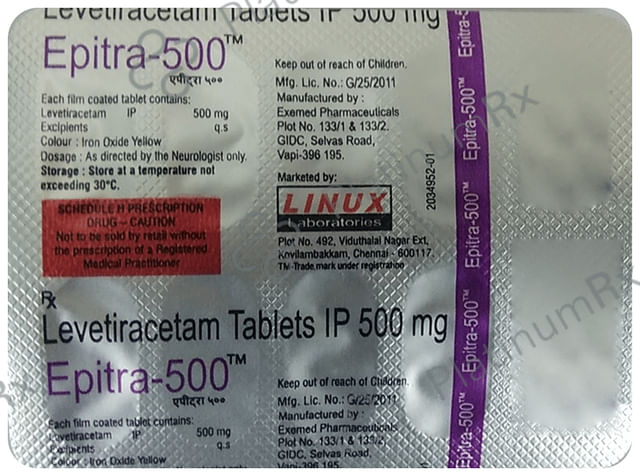 Levetiracetam Tablets IP 500 mg
Epitra-500™
एपीट्रा ५००
Each film coated tablet contains:
Levetiracetam IP 500 mg
Excipients q.s
Colour : Iron Oxide Yellow
Dosage : As directed by the Neurologist only.
Storage : Store at a temperature not
exceeding 30°C.
SCHEDULE H PRESCRIPTION
DRUG – CAUTION
Not to be sold by retail without
the prescription of a Registered
Medical Practitioner
Keep out of reach of Children.
Mfg. Lic. No.: G/25/2011
Manufactured by :
Exemed Pharmaceuticals
Plot No. 133/1 & 133/2,
GIDC, Selvas Road,
Vapi-396 195.
Marketed by:
LINUX
Laboratories
Plot No. 492, Viduthalai Nagar Ext,
Kovilambakkam, Chennai - 600117.
TM-Trade mark under registration
2034952-01
Epitra-500™
Epitra-500™
Epitra-500™
Epitra-500™
Rx
Levetiracetam Tablets IP 500 mg
Epitra-500™
एपीट्रा ५००
Each film coated tablet contains:
Levetiracetam IP 500 mg
Excipients q.s
Colour : Iron Oxide Yellow
Keep out of reach of Children.
Mfg. Lic. No.: G/25/2011
Manufactured by :
Exemed Pharmaceuticals
Plot No. 133/1 & 133/2,
GIDC, Selvas Road,
Vapi-396 195.
PlatinumRx